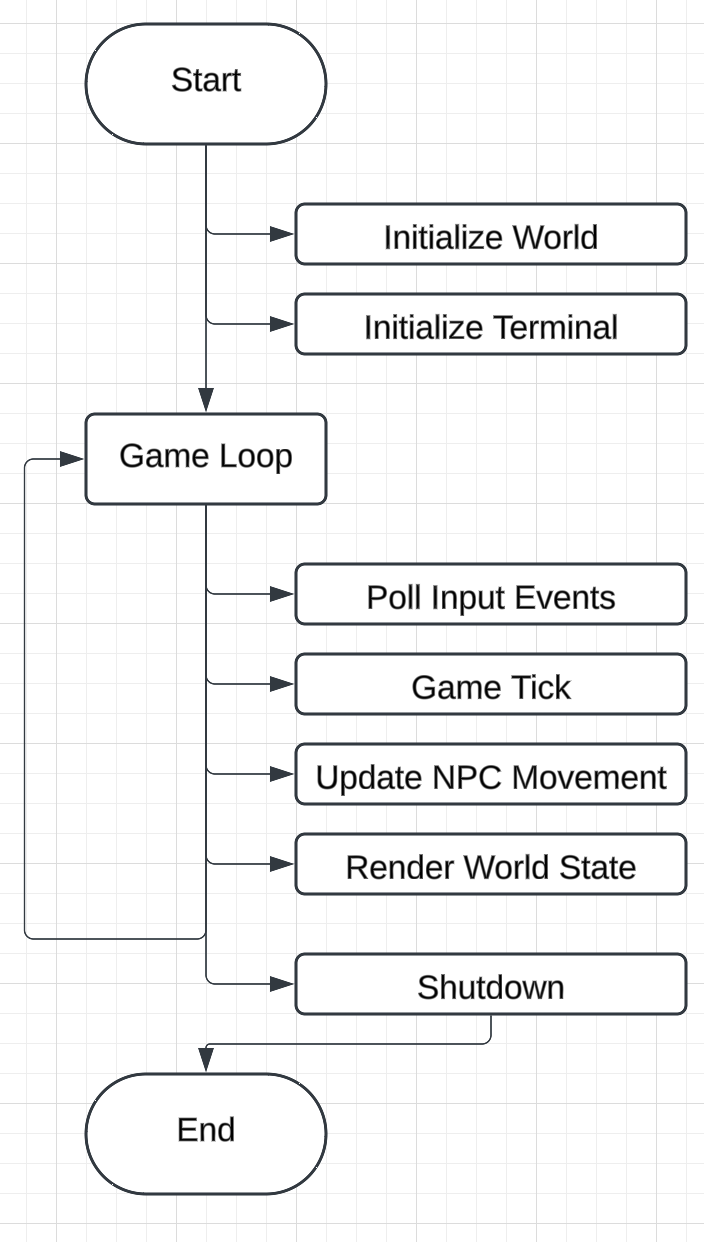 Start
Initialize World
Initialize Terminal
Game Loop
Poll Input Events
Game Tick
Update NPC Movement
Render World State
Shutdown
End